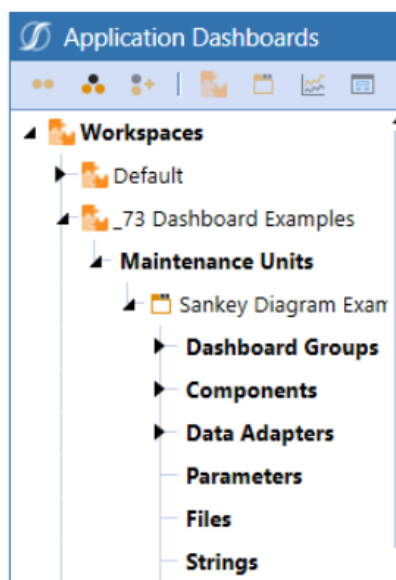 Application Dashboards
Workspaces
Default
_73 Dashboard Examples
Maintenance Units
Sankey Diagram Exam
Dashboard Groups
Components
Data Adapters
Parameters
Files
Strings